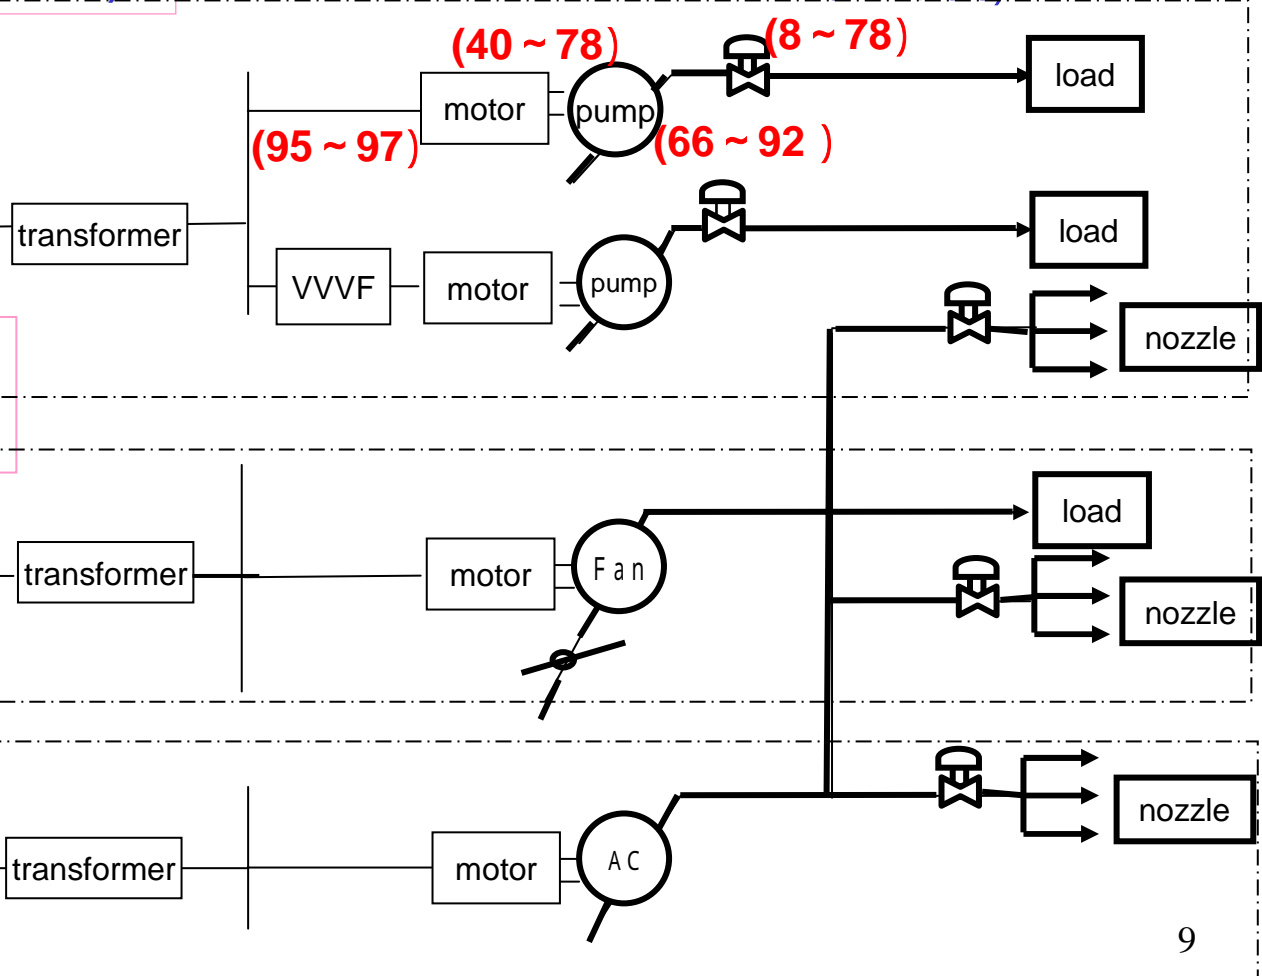 (40 ~ 78)
(8 ~ 78)
load
motor
pump
(95 ~ 97)
(66 ~ 92 )
transformer
load
VVVF
motor
pump
nozzle
load
transformer
motor
Fan
nozzle
nozzle
transformer
motor
AC
9